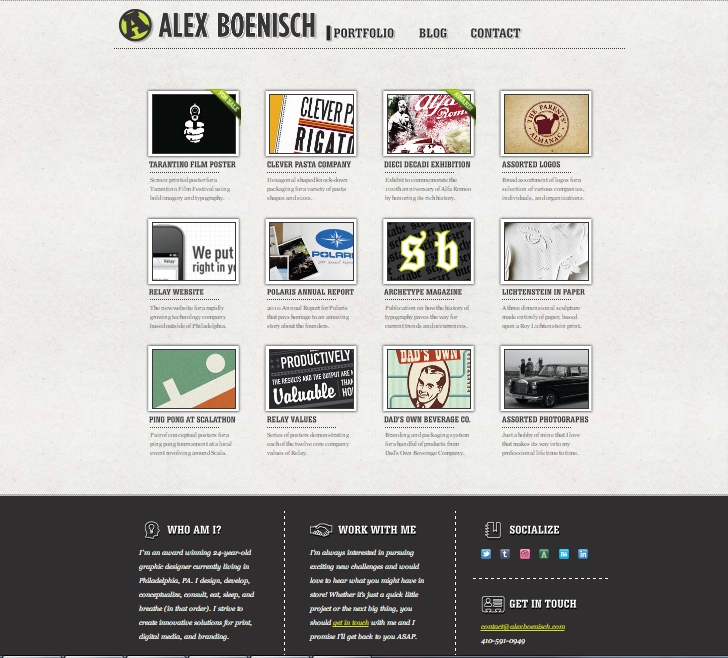 ALEX BOENISCH
PORTFOLIO BLOG CONTACT
CLEVER P
RIGATO
Alfa
Rom
THE PARENTS' ALMANAC
TARANTINO FILM POSTER
Screen printed poster for a
Tarantino Film Festival using
bold imagery and typography.
CLEVER PASTA COMPANY
Hexagonal shaped knock-down
packaging for a variety of pasta
shapes and sizes.
DIECI DECADI EXHIBITION
Exhibit to commemorate the
100th anniversary of Alfa Romeo
by honoring its rich history.
ASSORTED LOGOS
Broad assortment of logos for a
selection of various companies,
individuals, and organizations.
We put
right in yo
POLARI
sb
RELAY WEBSITE
The new website for a rapidly
growing technology company
based outside of Philadelphia.
POLARIS ANNUAL REPORT
2010 Annual Report for Polaris
that pays homage to an amazing
story about the founders.
ARCHETYPE MAGAZINE
Publication on how the history of
typography paves the way for
current trends and occurrences.
LICHTENSTEIN IN PAPER
A three dimensional sculpture
made entirely of paper, based
upon a Roy Lichtenstein print.
PRODUCTIVELY
THE RESULTS AND THE OUTPUT ARE M
Valuable THAN
HO
DAD'S OWN
PING PONG AT SCALATHON
Pair of conceptual posters for a
ping pong tournament at a local
event revolving around Scala.
RELAY VALUES
Series of posters demonstrating
each of the twelve core company
values of Relay.
DAD'S OWN BEVERAGE CO.
Branding and packaging system
for a handful of products from
Dad's Own Beverage Company.
ASSORTED PHOTOGRAPHS
Just a hobby of mine that I love
that makes its way into my
professional life time to time.
WHO AM I?
I'm an award winning 24-year-old
graphic designer currently living in
Philadelphia, PA. I design, develop,
conceptualize, consult, eat, sleep, and
breathe (in that order). I strive to
create innovative solutions for print,
digital media, and branding.
WORK WITH ME
I'm always interested in pursuing
exciting new challenges and would
love to hear what you might have in
store! Whether it's just a quick little
project or the next big thing, you
should get in touch with me and I
promise I'll get back to you ASAP.
SOCIALIZE
GET IN TOUCH
contact@alexboenisch.com
410-591-0949